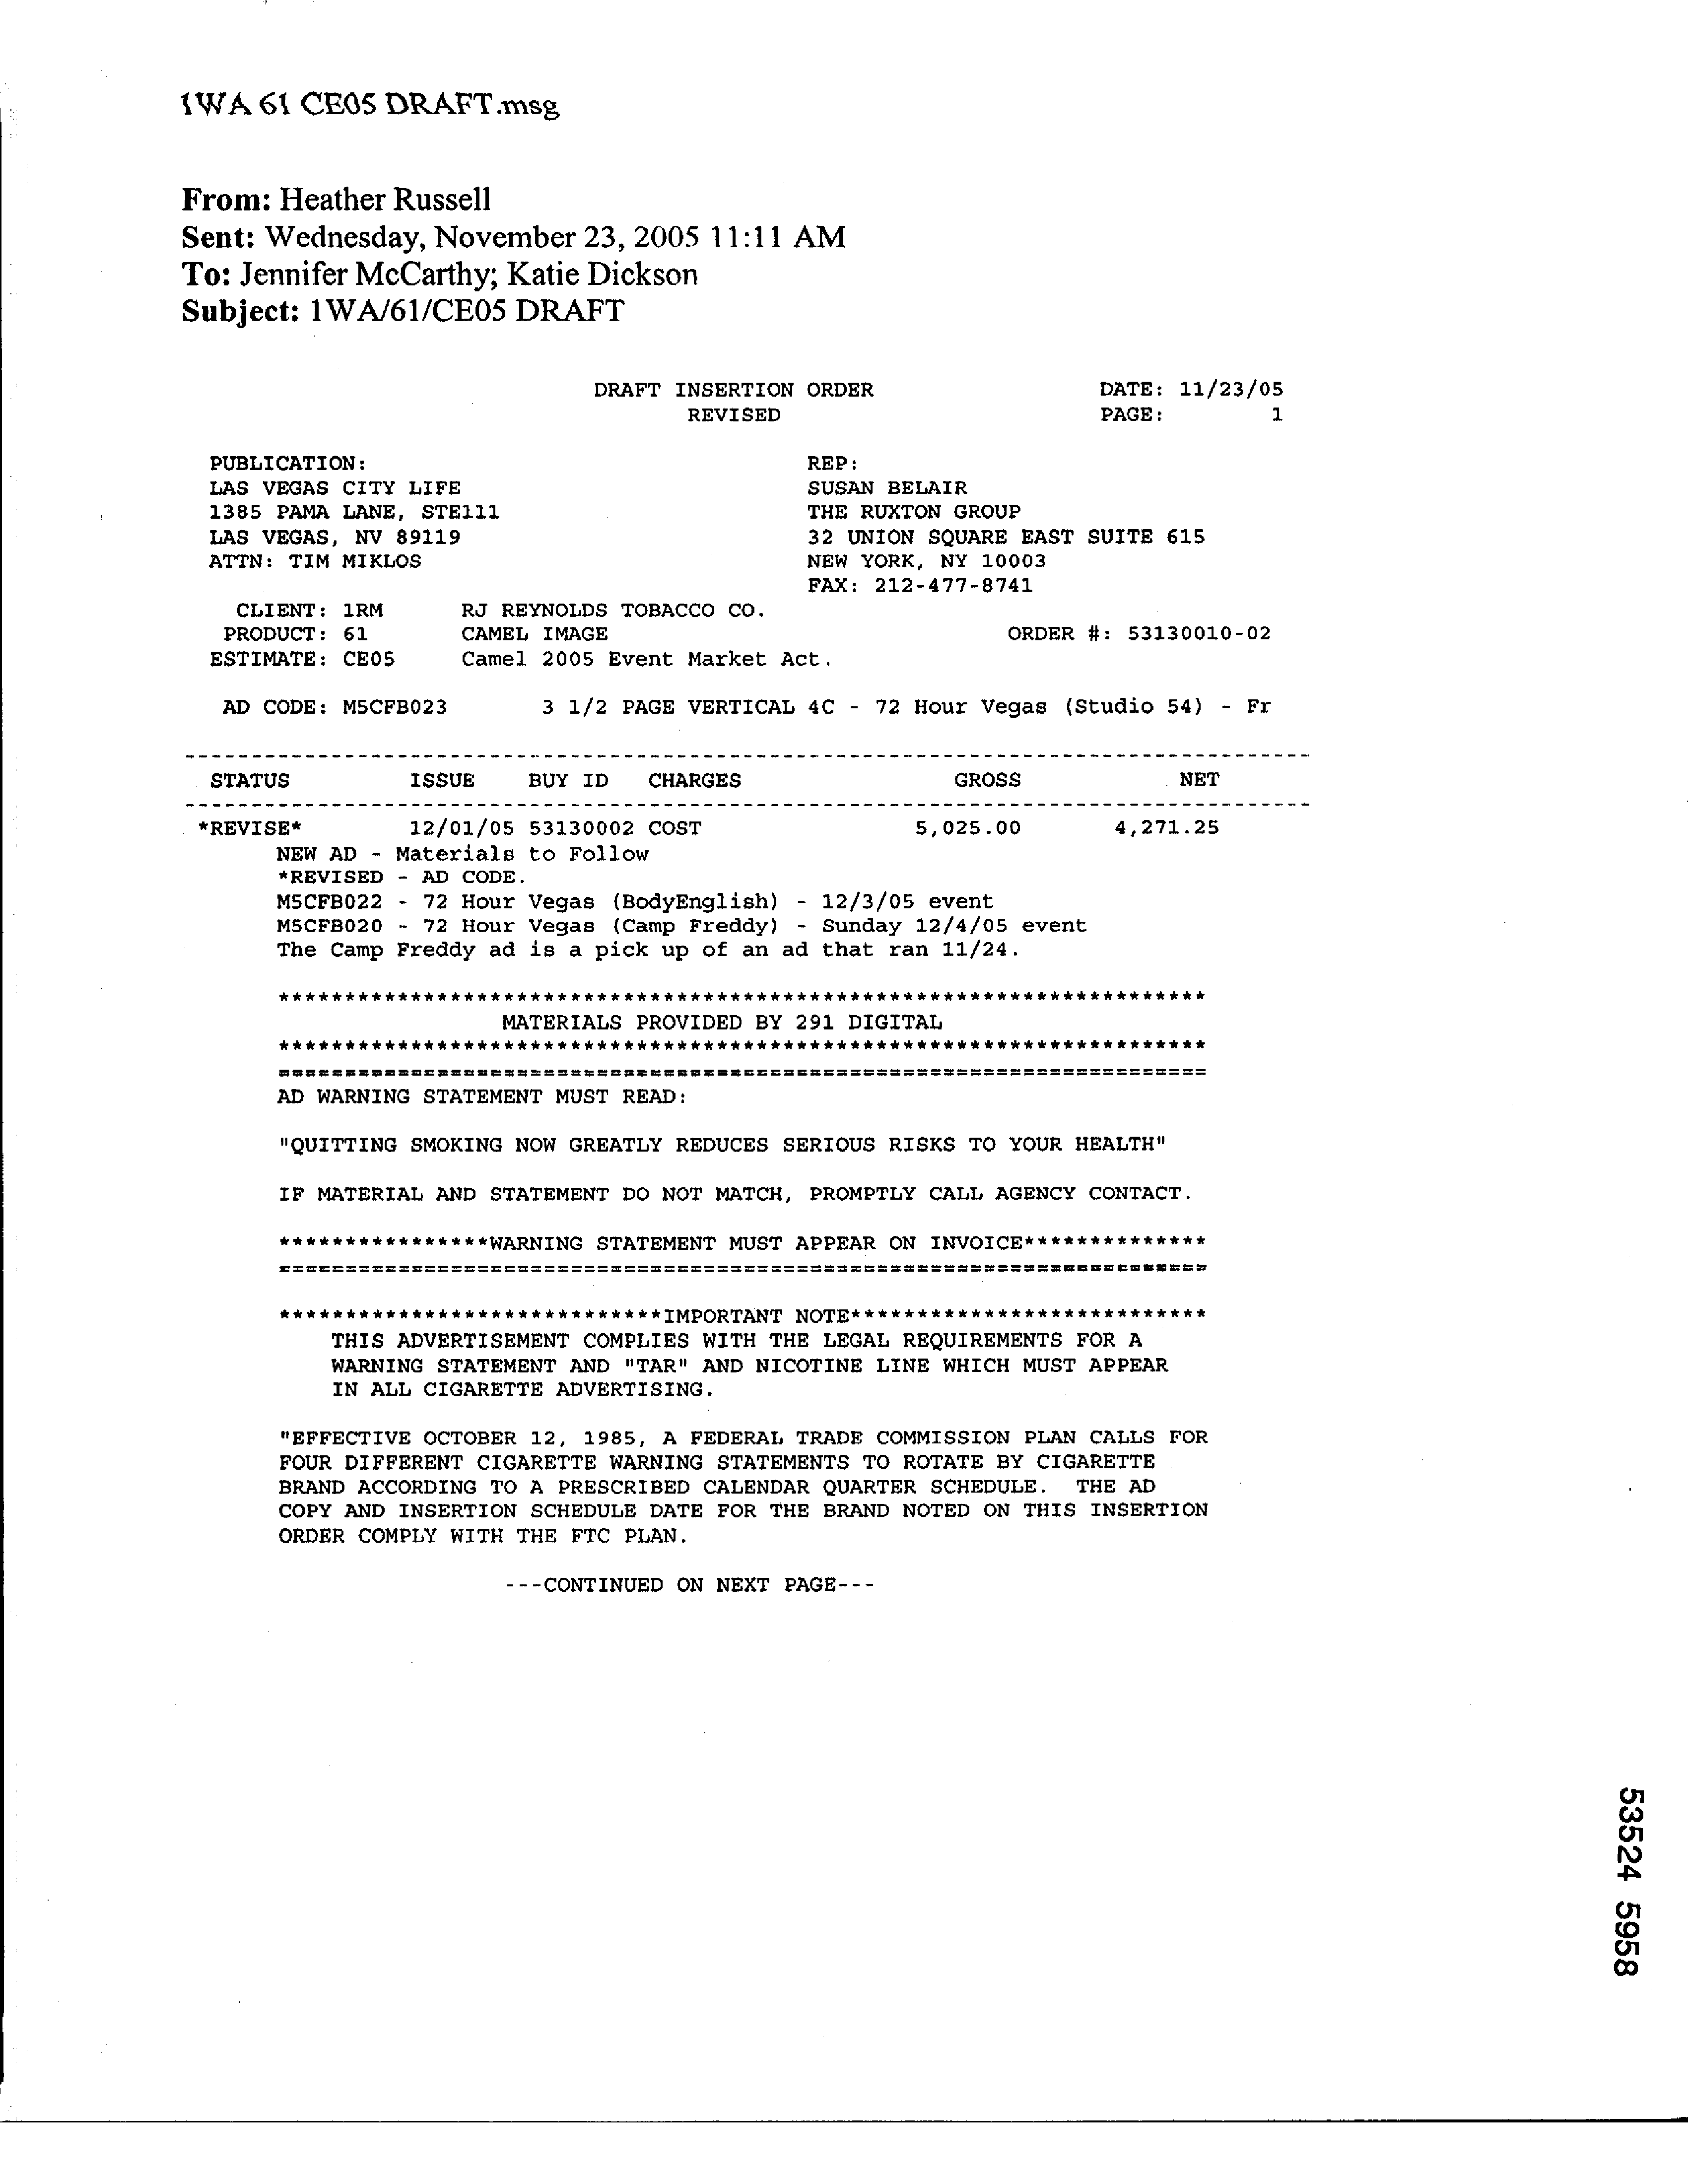 1WA 61 CE05 DRAFT.msg
From: Heather Russell
Sent: Wednesday, November 23, 2005 11:11 AM
To: Jennifer McCarthy; Katie Dickson
Subject: 1WA/61/CE05 DRAFT
DRAFT INSERTION ORDER DATE: 11/23/05
REVISED PAGE: 1
PUBLICATION: REP:
LAS VEGAS CITY LIFE SUSAN BELAIR
1385 PAMA LANE, STE111 THE RUXTON GROUP
LAS VEGAS, NV 89119 32 UNION SQUARE EAST SUITE 615
ATTN: TIM MIKLOS NEW YORK, NY 10003
FAX: 212-477-8741
CLIENT: 1RM RJ REYNOLDS TOBACCO CO.
PRODUCT: 61 CAMEL IMAGE ORDER #: 53130010-02
ESTIMATE: CE05 Camel 2005 Event Market Act.
AD CODE: M5CFB023 3 1/2 PAGE VERTICAL 4C - 72 Hour Vegas (Studio 54) - Fr
-------------------------------------------------------------------------------------
STATUS ISSUE BUY ID CHARGES GROSS NET
-------------------------------------------------------------------------------------
*REVISE* 12/01/05 53130002 COST 5,025.00 4,271.25
NEW AD - Materials to Follow
*REVISED - AD CODE.
M5CFB022 - 72 Hour Vegas (BodyEnglish) - 12/3/05 event
M5CFB020 - 72 Hour Vegas (Camp Freddy) - Sunday 12/4/05 event
The Camp Freddy ad is a pick up of an ad that ran 11/24.
**********************************************************************
MATERIALS PROVIDED BY 291 DIGITAL
**********************************************************************
======================================================================
AD WARNING STATEMENT MUST READ:
"QUITTING SMOKING NOW GREATLY REDUCES SERIOUS RISKS TO YOUR HEALTH"
IF MATERIAL AND STATEMENT DO NOT MATCH, PROMPTLY CALL AGENCY CONTACT.
****************WARNING STATEMENT MUST APPEAR ON INVOICE**************
======================================================================
*****************************IMPORTANT NOTE***************************
THIS ADVERTISEMENT COMPLIES WITH THE LEGAL REQUIREMENTS FOR A
WARNING STATEMENT AND "TAR" AND NICOTINE LINE WHICH MUST APPEAR
IN ALL CIGARETTE ADVERTISING.
"EFFECTIVE OCTOBER 12, 1985, A FEDERAL TRADE COMMISSION PLAN CALLS FOR
FOUR DIFFERENT CIGARETTE WARNING STATEMENTS TO ROTATE BY CIGARETTE
BRAND ACCORDING TO A PRESCRIBED CALENDAR QUARTER SCHEDULE. THE AD
COPY AND INSERTION SCHEDULE DATE FOR THE BRAND NOTED ON THIS INSERTION
ORDER COMPLY WITH THE FTC PLAN.
---CONTINUED ON NEXT PAGE---
53524 5958